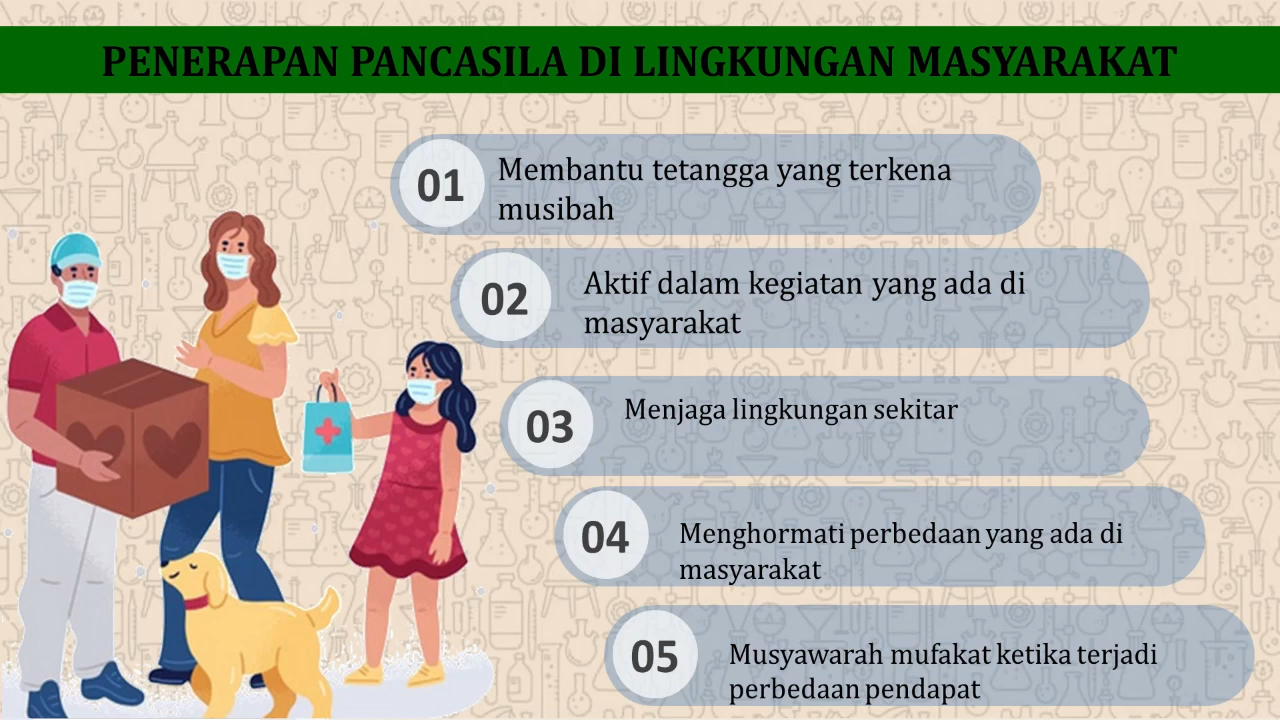 PENERAPAN PANCASILA DI LINGKUNGAN MASYARAKAT
01
Membantu tetangga yang terkena
musibah
02
Aktif dalam kegiatan yang ada di
masyarakat
03
Menjaga lingkungan sekitar
04
Menghormati perbedaan yang ada di
masyarakat
05
Musyawarah mufakat ketika terjadi
perbedaan pendapat